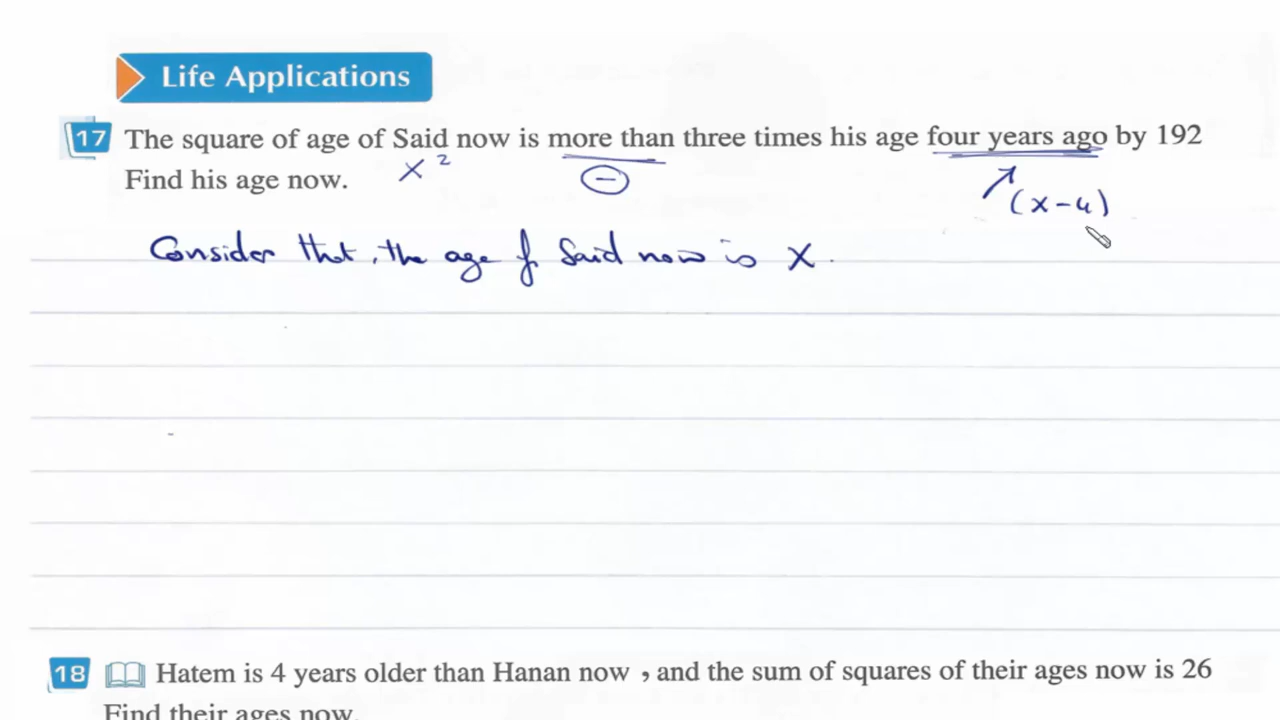 Life Applications
17 The square of age of Said now is more than three times his age four years ago by 192
Find his age now. x² − (x-4)
Consider that, the age of Said now is x.
18 Hatem is 4 years older than Hanan now , and the sum of squares of their ages now is 26
Find their ages now.